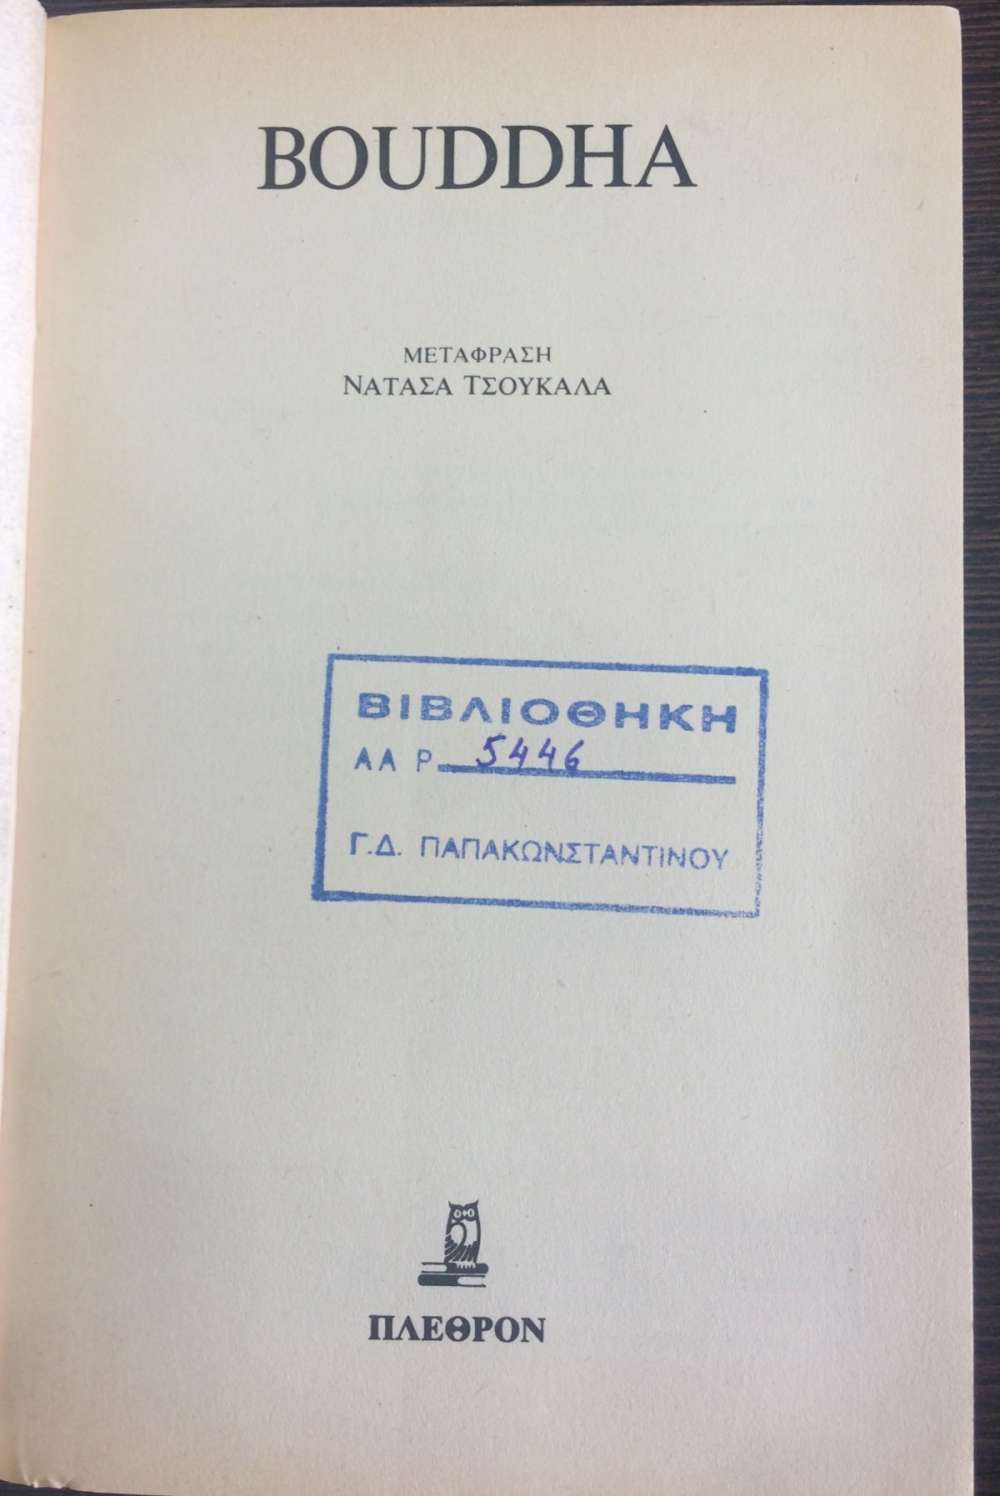 BOUDDHA
ΜΕΤΑΦΡΑΣΗ
ΝΑΤΑΣΑ ΤΣΟΥΚΑΛΑ
ΒΙΒΛΙΟΘΗΚΗ
ΑΑ Ρ 5446
Γ.Δ. ΠΑΠΑΚΩΝΣΤΑΝΤΙΝΟΥ
ΠΛΕΘΡΟΝ